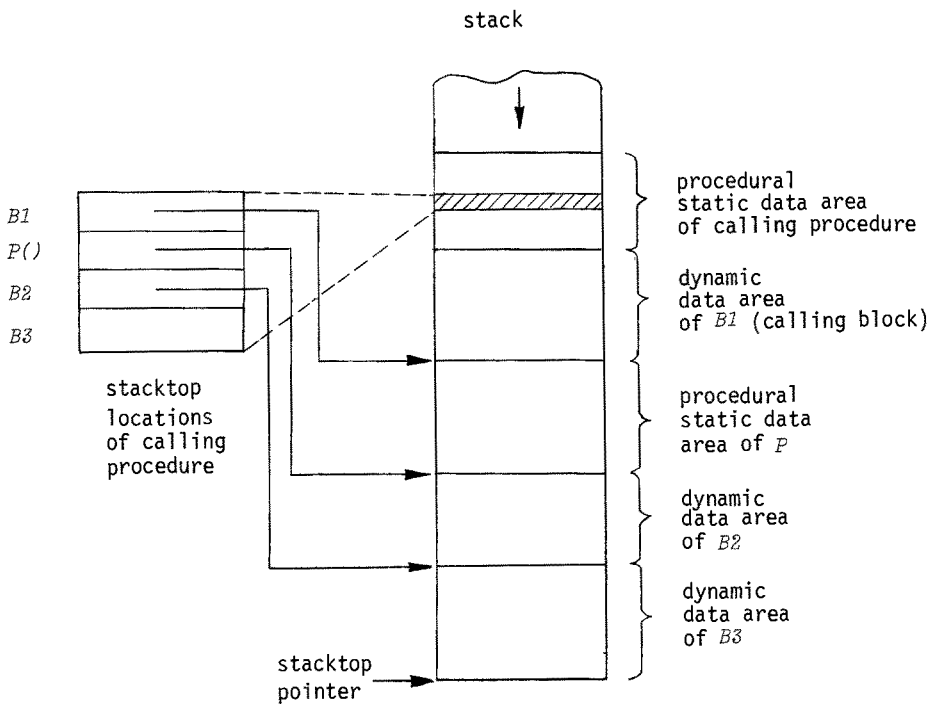 stack
B1
P()
B2
B3
stacktop
locations
of calling
procedure
procedural
static data area
of calling procedure
dynamic
data area
of B1 (calling block)
procedural
static data
area of P
dynamic
data area
of B2
dynamic
data area
of B3
stacktop
pointer